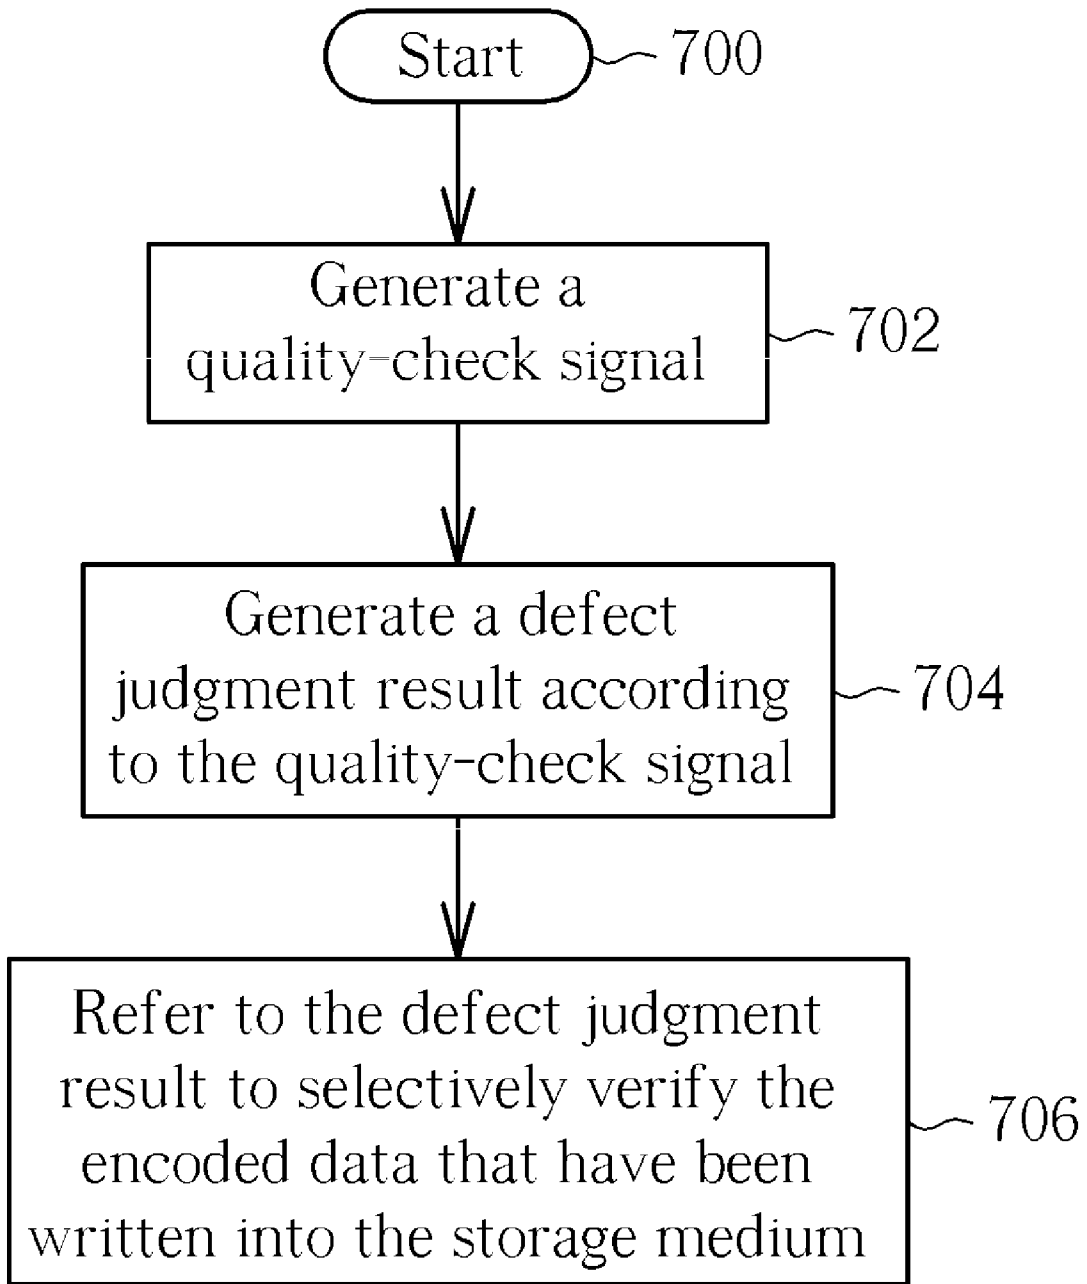 Start
700
Generate a
quality-check signal
702
Generate a defect
judgment result according
to the quality-check signal
704
Refer to the defect judgment
result to selectively verify the
encoded data that have been
written into the storage medium
706